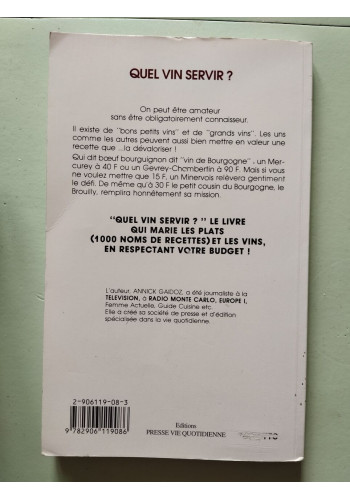 QUEL VIN SERVIR ?
On peut être amateur
sans être obligatoirement connaisseur.
Il existe de "bons petits vins" et de "grands vins". Les uns
comme les autres peuvent aussi bien mettre en valeur une
recette que ...la dévaloriser !
Qui dit bœuf bourguignon dit "vin de Bourgogne" , un Mer-
curey à 40 F ou un Gevrey-Chambertin à 90 F. Mais si vous
ne voulez mettre que 15 F, un Minervois relèvera gentiment
le défi. De même qu'à 30 F le petit cousin du Bourgogne, le
Brouilly, remplira honnêtement sa mission.
"QUEL VIN SERVIR ? " LE LIVRE
QUI MARIE LES PLATS
(1000 NOMS DE RECETTES) ET LES VINS,
EN RESPECTANT VOTRE BUDGET !
L'auteur, ANNICK GAIDOZ, a été journaliste à la
TELEVISION, à RADIO MONTE CARLO, EUROPE I,
Femme Actuelle, Guide Cuisine etc.
Elle a créé sa société de presse et d'édition
spécialisée dans la vie quotidienne.
2-906119-08-3
9 782906 119086
Editions
PRESSE VIE QUOTIDIENNE